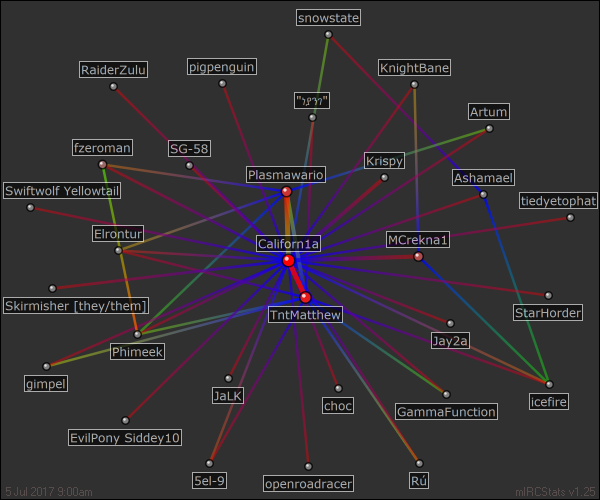 snowstate
KnightBane
RaiderZulu
pigpenguin
Artum
fzeroman
SG-58
Krispy
Plasmawario
Ashamael
Swiftwolf Yellowtail
tiedyetophat
Elrontur
Californ1a
MCrekna1
Skirmisher [they/them]
StarHorder
TntMatthew
Phimeek
Jay2a
gimpel
JaLK
choc
GammaFunction
icefire
EvilPony Siddey10
5el-9
openroadracer
Rú
5 Jul 2017 9:00am
mIRCStats v1.25